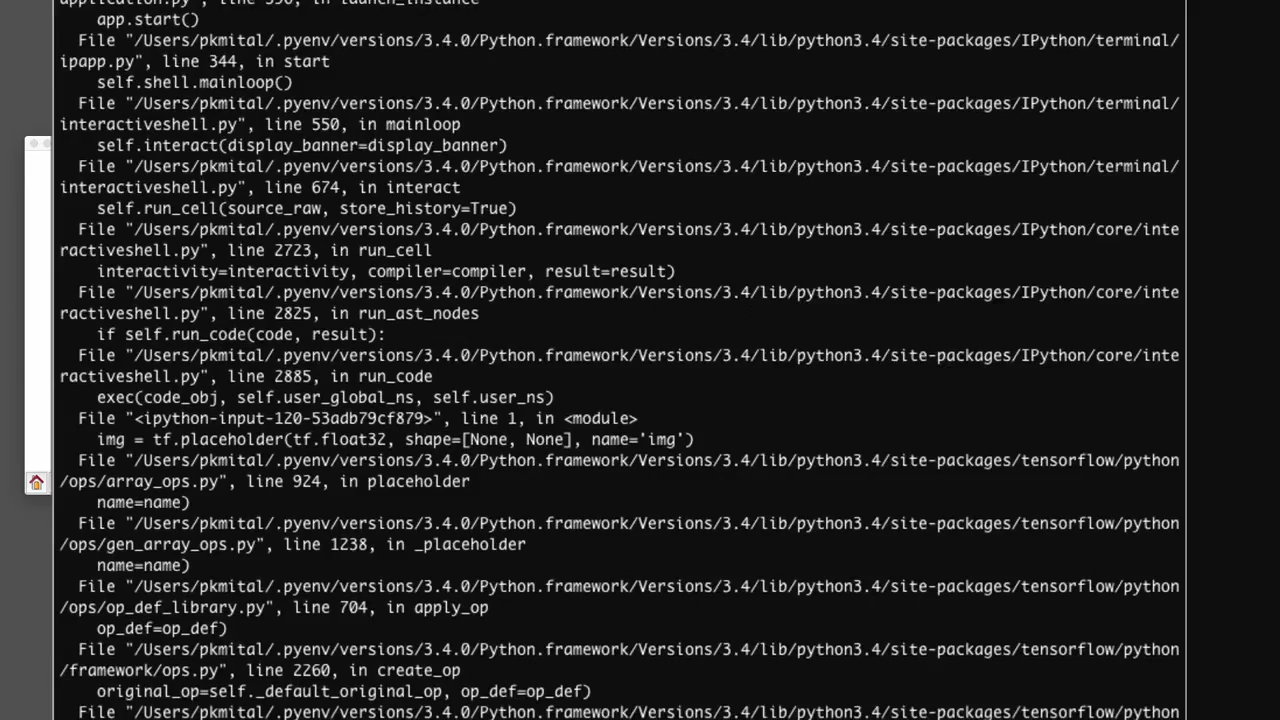 application.py", line 596, in launch_instance
    app.start()
  File "/Users/pkmital/.pyenv/versions/3.4.0/Python.framework/Versions/3.4/lib/python3.4/site-packages/IPython/terminal/
ipapp.py", line 344, in start
    self.shell.mainloop()
  File "/Users/pkmital/.pyenv/versions/3.4.0/Python.framework/Versions/3.4/lib/python3.4/site-packages/IPython/terminal/
interactiveshell.py", line 550, in mainloop
    self.interact(display_banner=display_banner)
  File "/Users/pkmital/.pyenv/versions/3.4.0/Python.framework/Versions/3.4/lib/python3.4/site-packages/IPython/terminal/
interactiveshell.py", line 674, in interact
    self.run_cell(source_raw, store_history=True)
  File "/Users/pkmital/.pyenv/versions/3.4.0/Python.framework/Versions/3.4/lib/python3.4/site-packages/IPython/core/inte
ractiveshell.py", line 2723, in run_cell
    interactivity=interactivity, compiler=compiler, result=result)
  File "/Users/pkmital/.pyenv/versions/3.4.0/Python.framework/Versions/3.4/lib/python3.4/site-packages/IPython/core/inte
ractiveshell.py", line 2825, in run_ast_nodes
    if self.run_code(code, result):
  File "/Users/pkmital/.pyenv/versions/3.4.0/Python.framework/Versions/3.4/lib/python3.4/site-packages/IPython/core/inte
ractiveshell.py", line 2885, in run_code
    exec(code_obj, self.user_global_ns, self.user_ns)
  File "<ipython-input-120-53adb79cf879>", line 1, in <module>
    img = tf.placeholder(tf.float32, shape=[None, None], name='img')
  File "/Users/pkmital/.pyenv/versions/3.4.0/Python.framework/Versions/3.4/lib/python3.4/site-packages/tensorflow/python
/ops/array_ops.py", line 924, in placeholder
    name=name)
  File "/Users/pkmital/.pyenv/versions/3.4.0/Python.framework/Versions/3.4/lib/python3.4/site-packages/tensorflow/python
/ops/gen_array_ops.py", line 1238, in _placeholder
    name=name)
  File "/Users/pkmital/.pyenv/versions/3.4.0/Python.framework/Versions/3.4/lib/python3.4/site-packages/tensorflow/python
/ops/op_def_library.py", line 704, in apply_op
    op_def=op_def)
  File "/Users/pkmital/.pyenv/versions/3.4.0/Python.framework/Versions/3.4/lib/python3.4/site-packages/tensorflow/python
/framework/ops.py", line 2260, in create_op
    original_op=self._default_original_op, op_def=op_def)
  File "/Users/pkmital/.pyenv/versions/3.4.0/Python.framework/Versions/3.4/lib/python3.4/site-packages/tensorflow/python